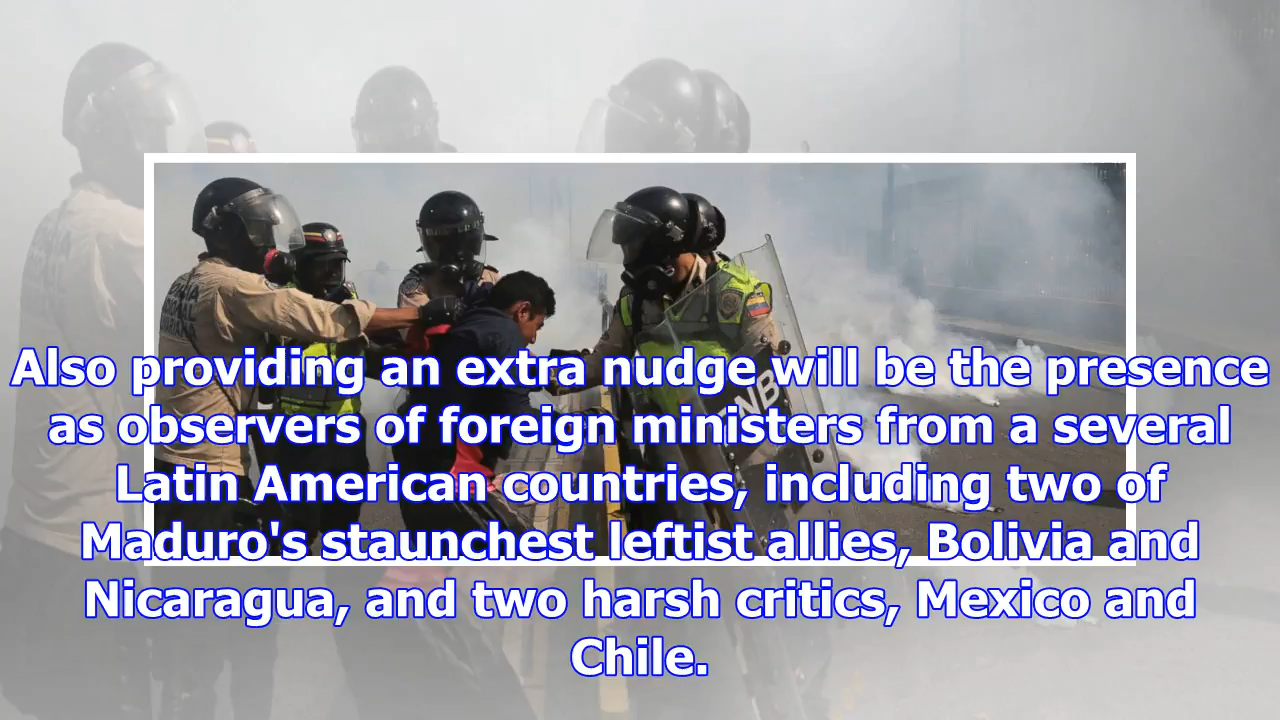 Also providing an extra nudge will be the presence
as observers of foreign ministers from a several
Latin American countries, including two of
Maduro's staunchest leftist allies, Bolivia and
Nicaragua, and two harsh critics, Mexico and
Chile.